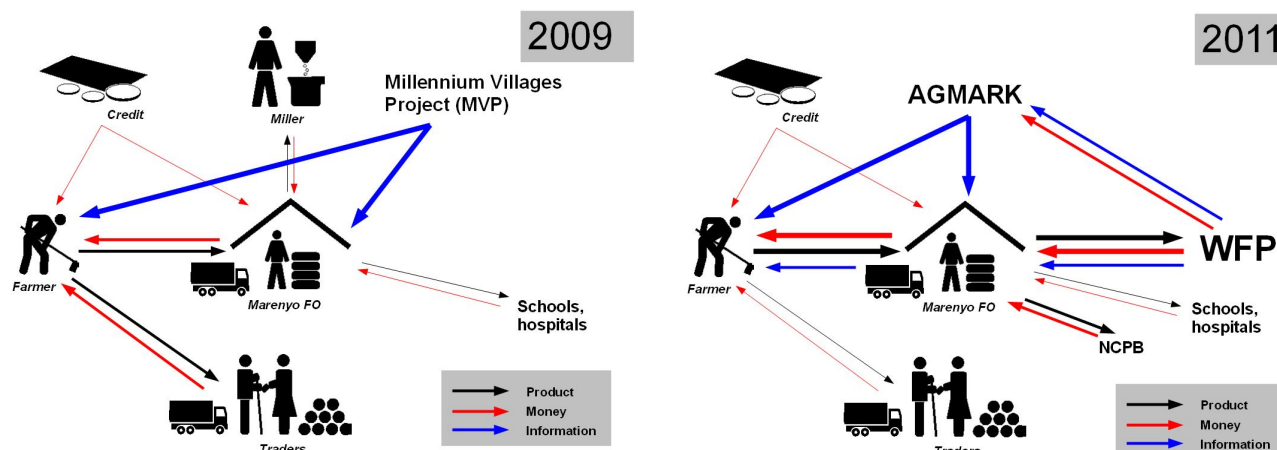 2009
Credit
Miller
Millennium Villages
Project (MVP)
Farmer
Marenyo FO
Schools,
hospitals
Traders
Product
Money
Information
2011
Credit
AGMARK
WFP
Farmer
Marenyo FO
Schools,
hospitals
NCPB
Traders
Product
Money
Information